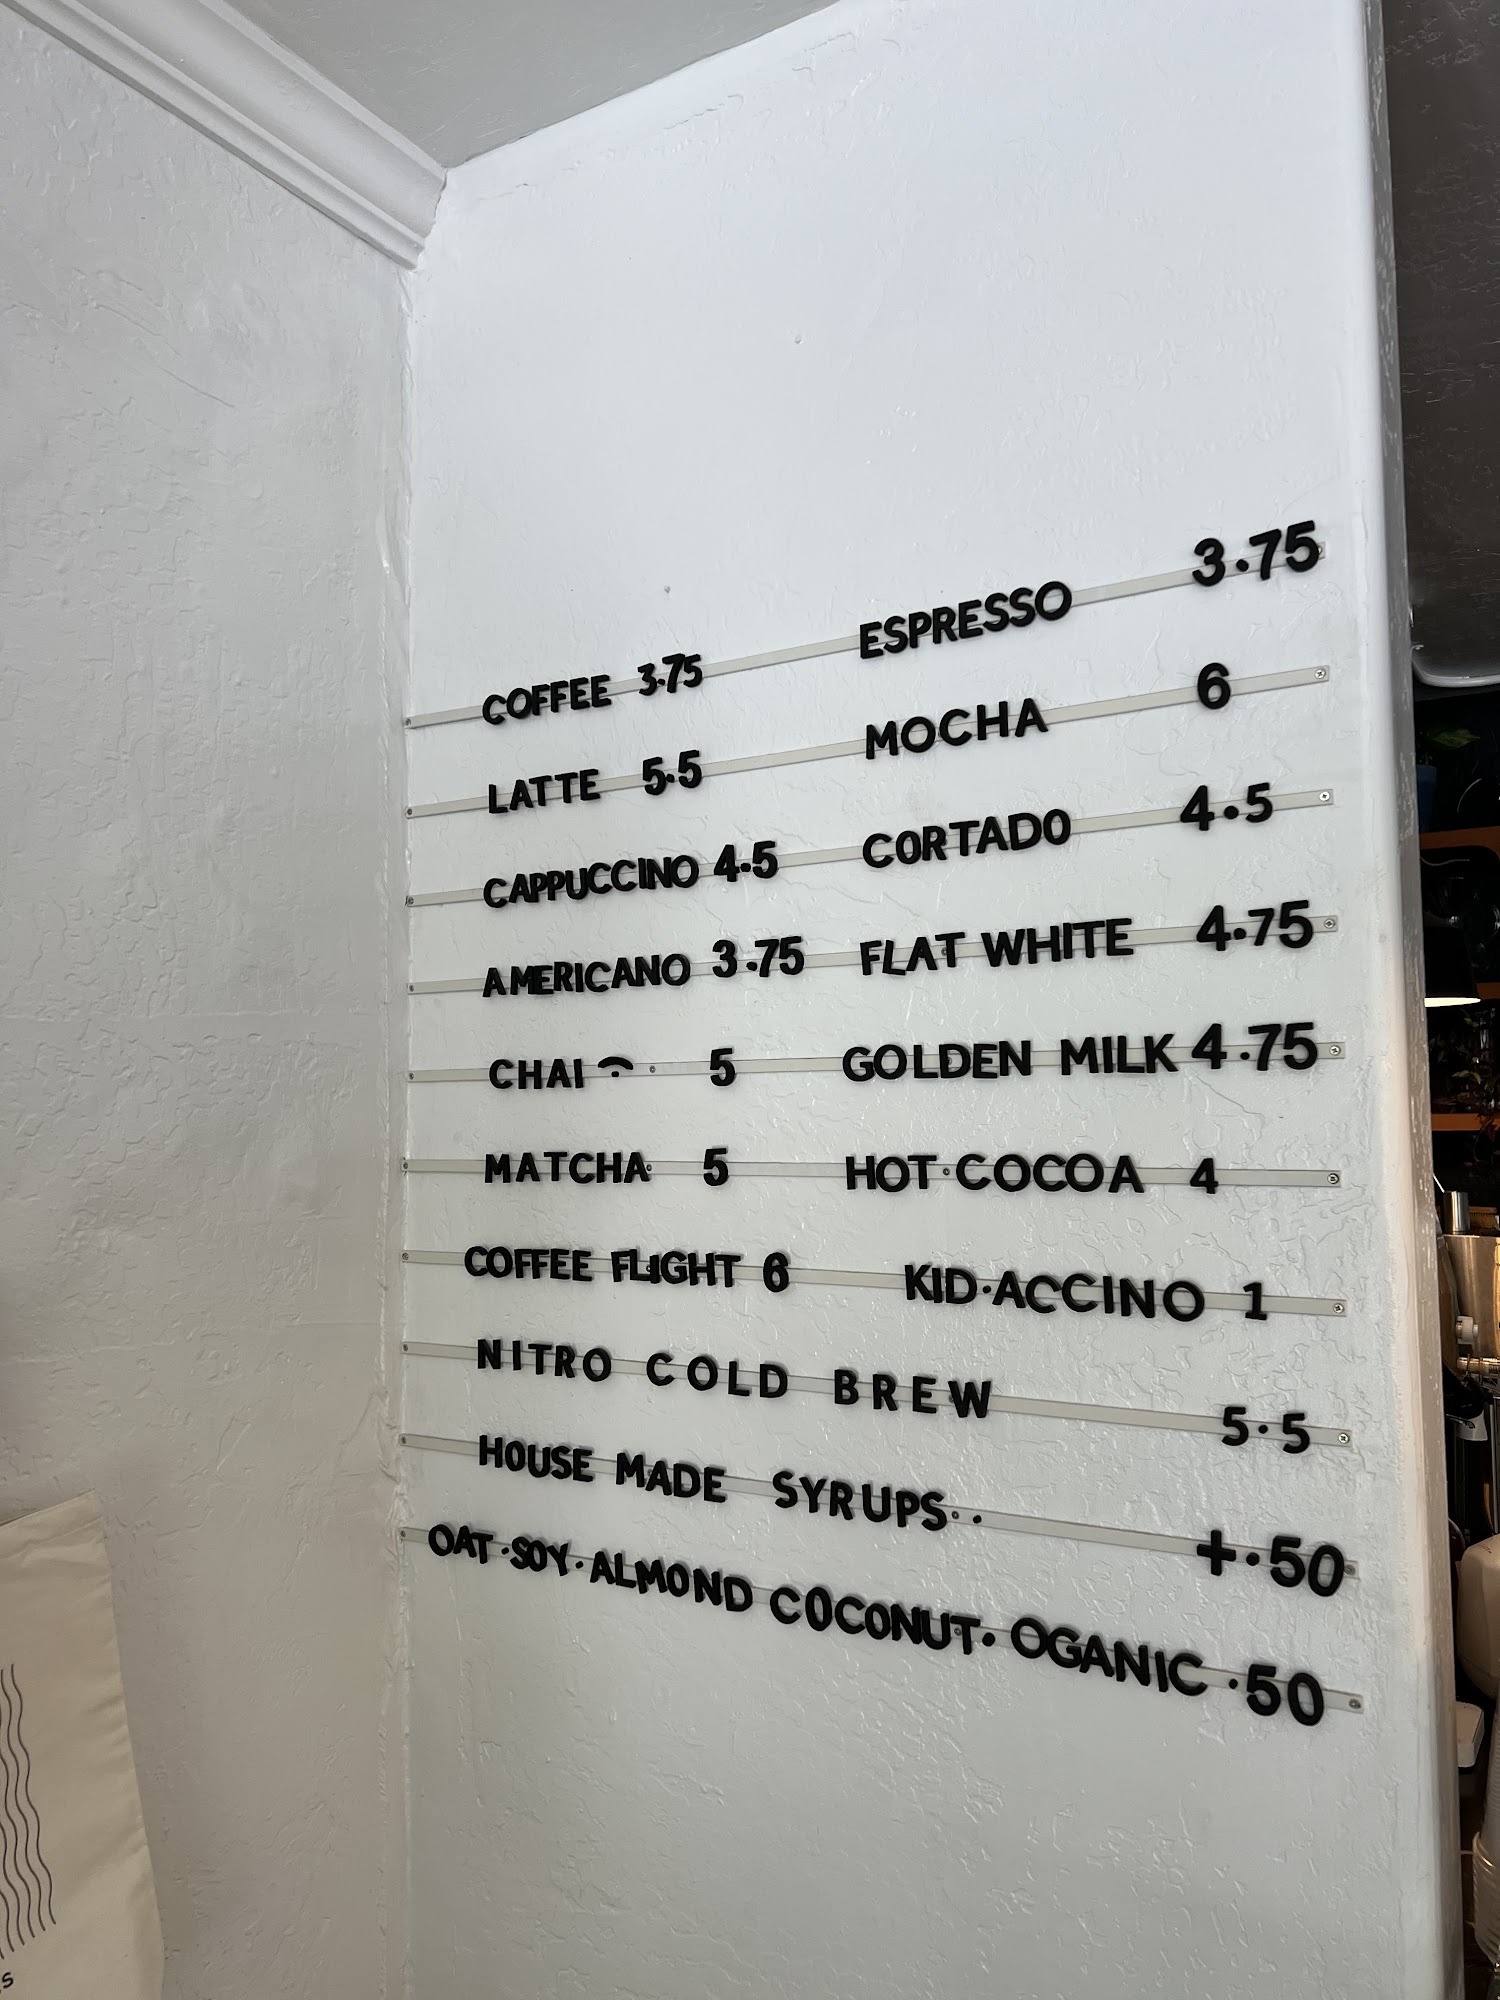 COFFEE 3.75 ESPRESSO 3.75
LATTE 5.5 MOCHA 6
CAPPUCCINO 4.5 CORTADO 4.5
AMERICANO 3.75 FLAT WHITE 4.75
CHAI 5 GOLDEN MILK 4.75
MATCHA 5 HOT·COCOA 4
COFFEE FLIGHT 6 KID·ACCINO 1
NITRO COLD BREW 5.5
HOUSE MADE SYRUPS·· +.50
OAT·SOY·ALMOND COCONUT· OGANIC .50